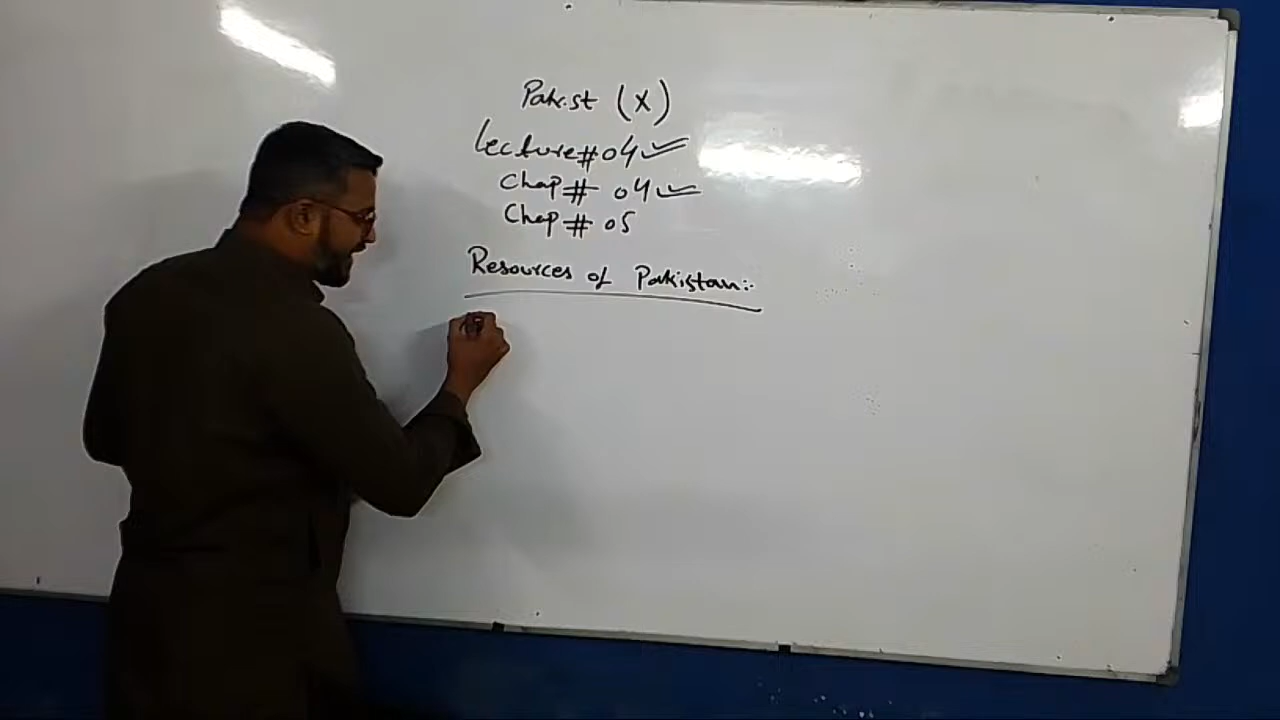 Pak.st (X)
Lecture # 04
Chap # 04
Chap # 05
Resources of Pakistan:-